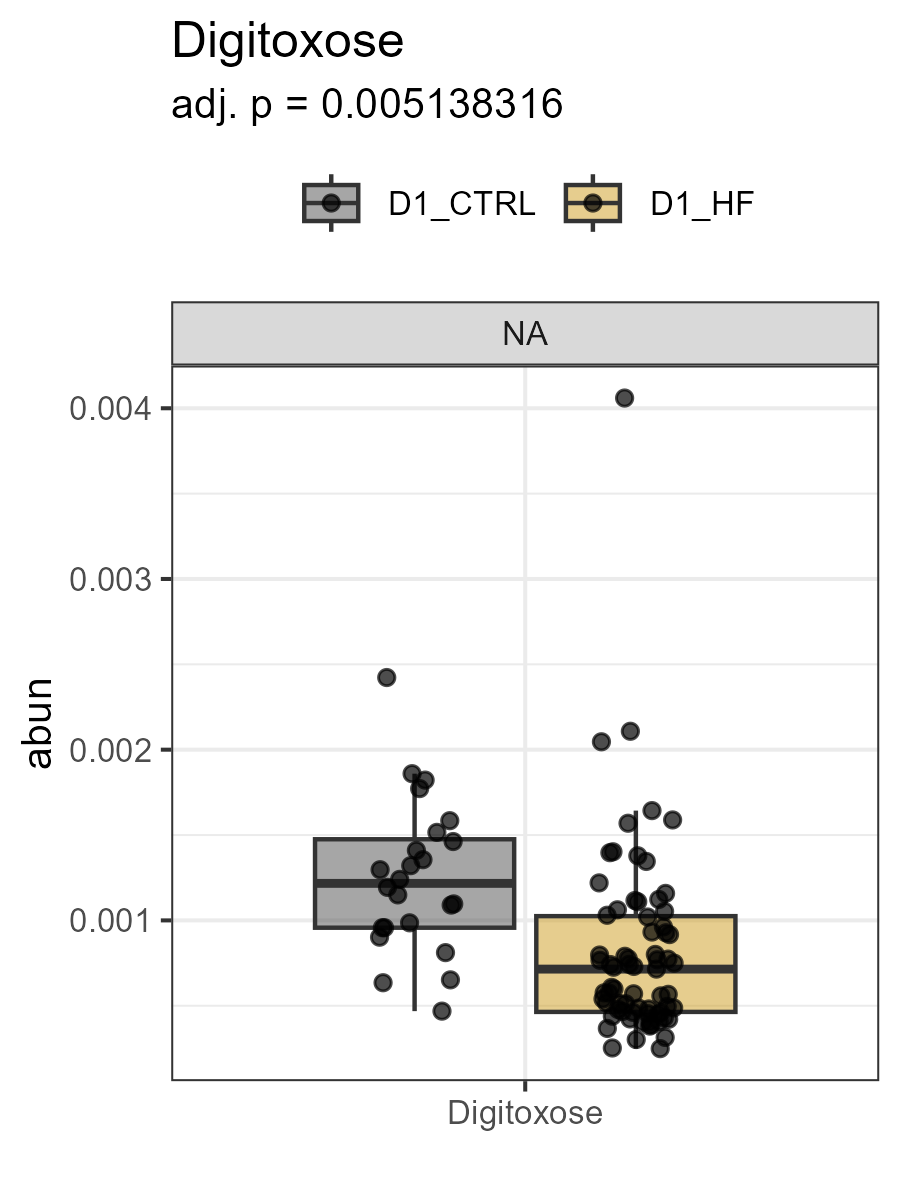 Digitoxose
adj. p = 0.005138316
D1_CTRL D1_HF
NA
0.004
0.003
0.002
0.001
abun
Digitoxose